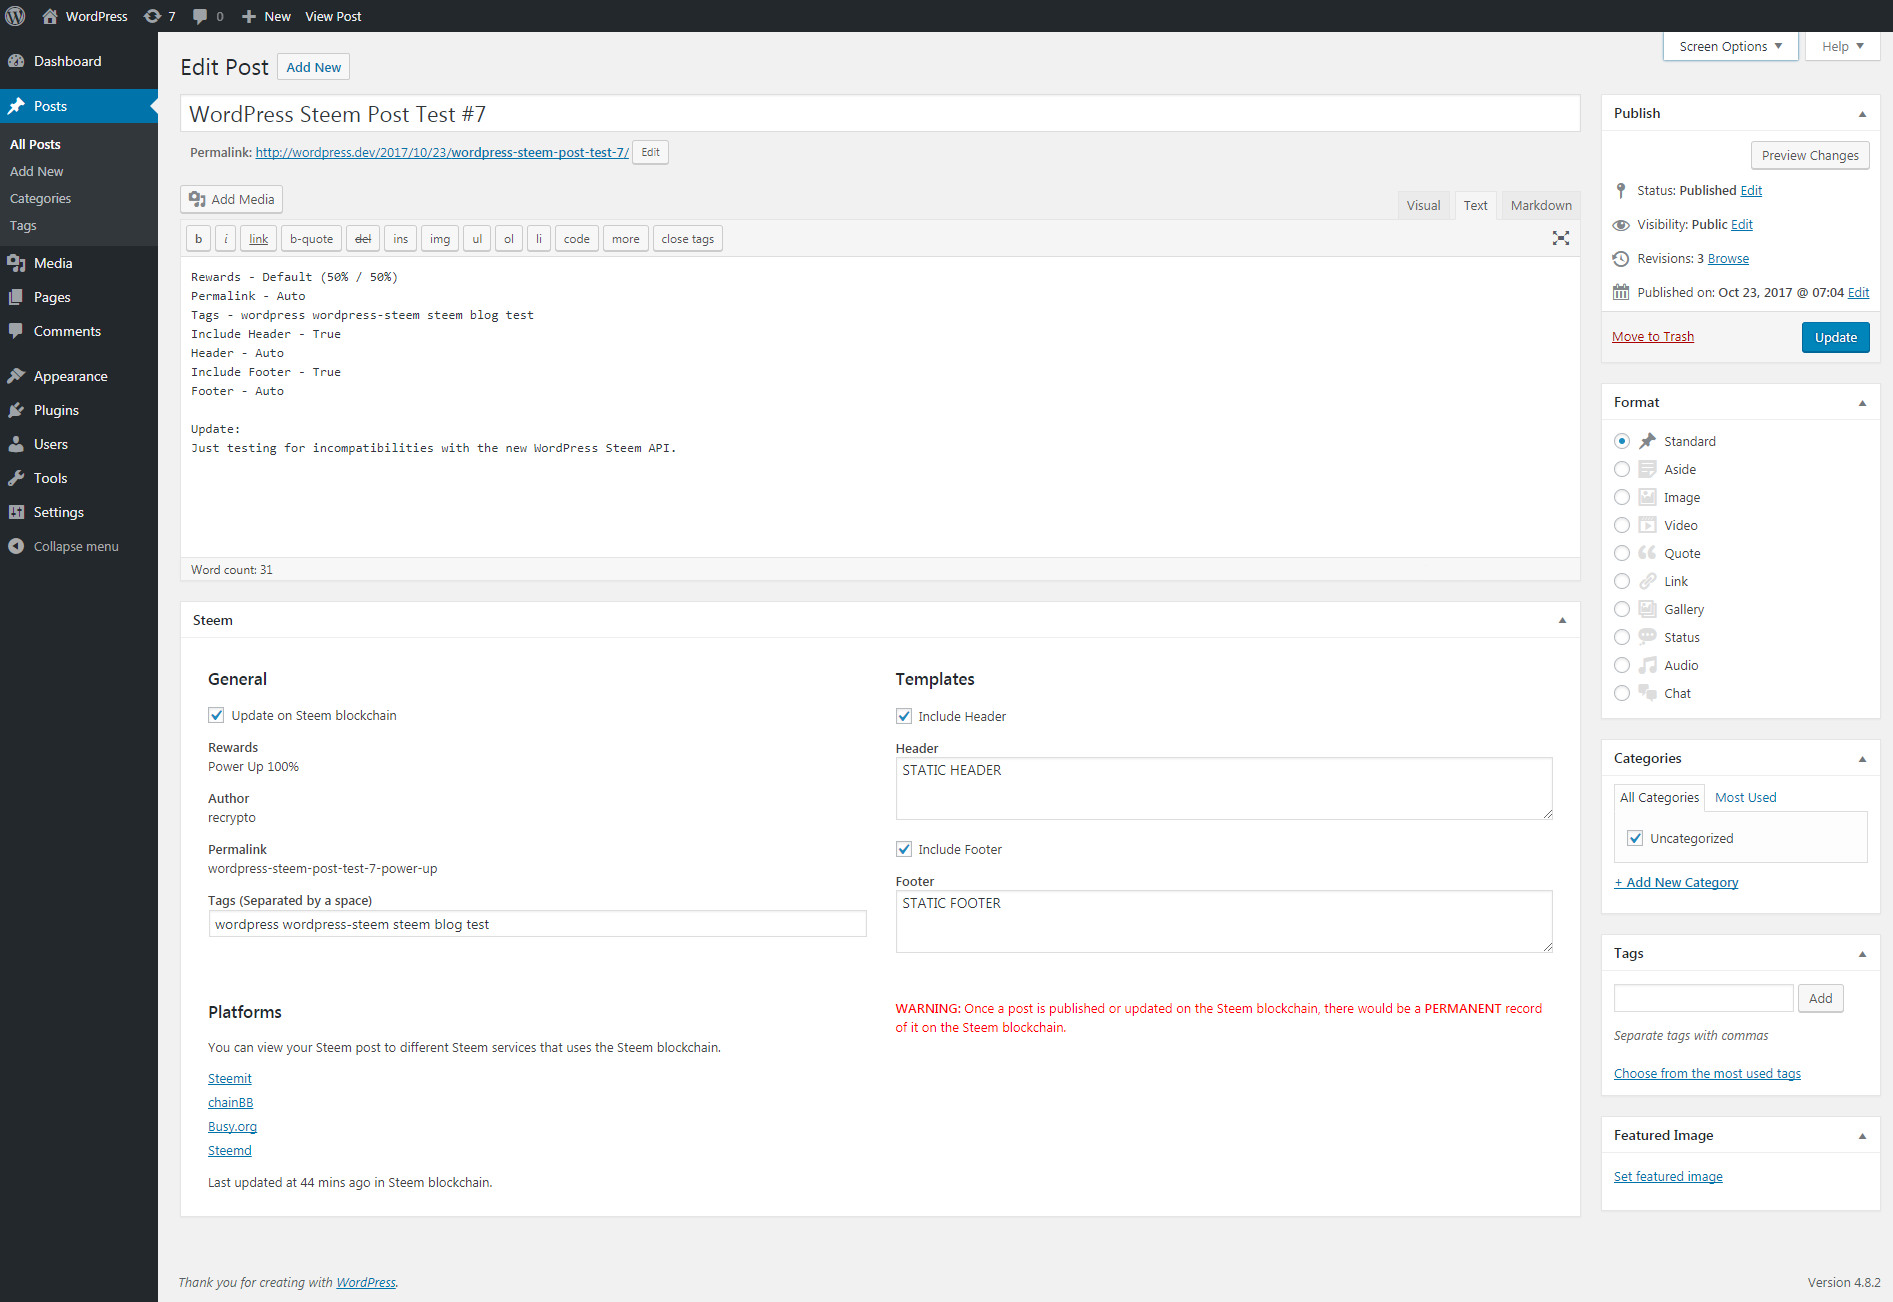 WordPress 7 0 New View Post
Dashboard
Posts
All Posts
Add New
Categories
Tags
Media
Pages
Comments
Appearance
Plugins
Users
Tools
Settings
Collapse menu
Screen Options Help
Edit Post Add New
WordPress Steem Post Test #7
Permalink: http://wordpress.dev/2017/10/23/wordpress-steem-post-test-7/ Edit
Add Media
Visual Text Markdown
b i link b-quote del ins img ul ol li code more close tags
Rewards - Default (50% / 50%)
Permalink - Auto
Tags - wordpress wordpress-steem steem blog test
Include Header - True
Header - Auto
Include Footer - True
Footer - Auto
Update:
Just testing for incompatibilities with the new WordPress Steem API.
Word count: 31
Steem
General
Update on Steem blockchain
Rewards
Power Up 100%
Author
recrypto
Permalink
wordpress-steem-post-test-7-power-up
Tags (Separated by a space)
wordpress wordpress-steem steem blog test
Templates
Include Header
Header
STATIC HEADER
Include Footer
Footer
STATIC FOOTER
Platforms
You can view your Steem post to different Steem services that uses the Steem blockchain.
Steemit
chainBB
Busy.org
Steemd
Last updated at 44 mins ago in Steem blockchain.
WARNING: Once a post is published or updated on the Steem blockchain, there would be a PERMANENT record
of it on the Steem blockchain.
Publish
Preview Changes
Status: Published Edit
Visibility: Public Edit
Revisions: 3 Browse
Published on: Oct 23, 2017 @ 07:04 Edit
Move to Trash Update
Format
Standard
Aside
Image
Video
Quote
Link
Gallery
Status
Audio
Chat
Categories
All Categories Most Used
Uncategorized
+ Add New Category
Tags
Add
Separate tags with commas
Choose from the most used tags
Featured Image
Set featured image
Thank you for creating with WordPress.
Version 4.8.2